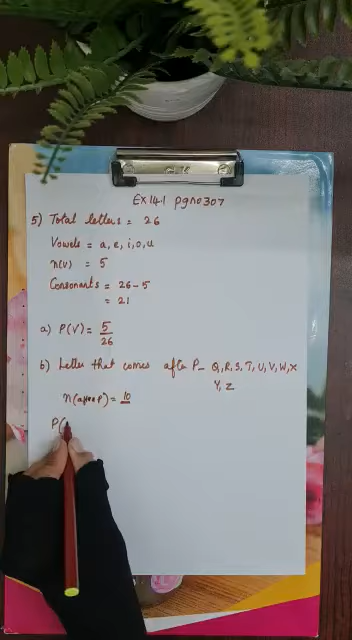 Ex 14.1 pg no 307
5) Total letters = 26
Vowels = a, e, i, o, u
n(V) = 5
Consonants = 26 - 5
= 21
a) P(V) = 5/26
b) Letter that comes after P - Q, R, S, T, U, V, W, X
Y, Z
n(after P) = 10
P(